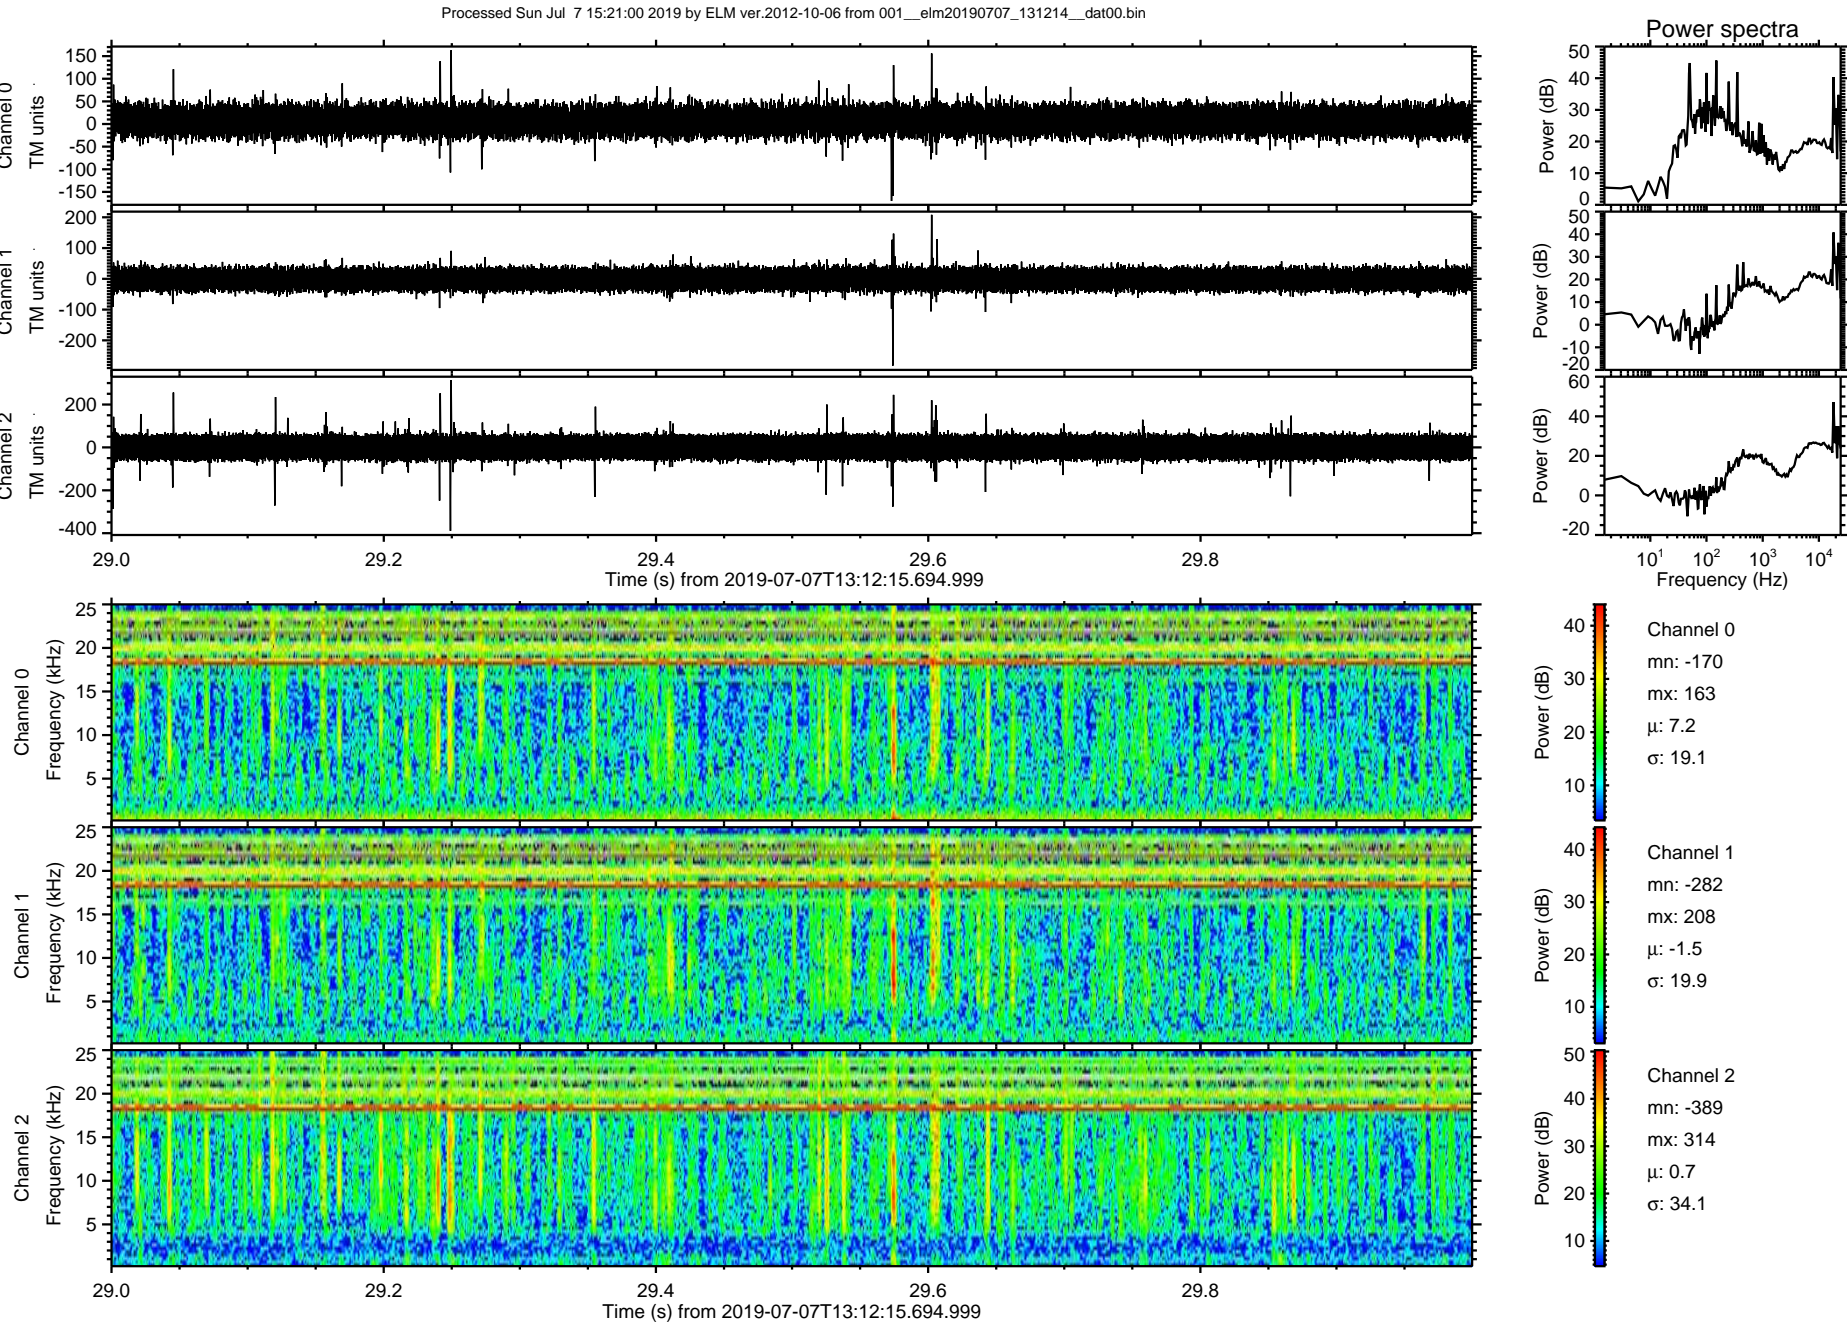 Processed Sun Jul 7 15:21:00 2019 by ELM ver.2012-10-06 from 001__elm20190707_131214__dat00.bin
Power spectra
Channel 0
TM units
150
100
50
0
-50
-100
-150
Power (dB)
50
40
30
20
10
0
Channel 1
TM units
200
100
0
-100
-200
Power (dB)
50
40
30
20
10
0
-10
-20
Channel 2
TM units
200
0
-200
-400
Power (dB)
60
40
20
0
-20
29.0 29.2 29.4 29.6 29.8
Time (s) from 2019-07-07T13:12:15.694.999
10¹ 10² 10³ 10⁴
Frequency (Hz)
Channel 0
Frequency (kHz)
25
20
15
10
5
Power (dB)
40
30
20
10
Channel 0
mn: -170
mx: 163
µ: 7.2
σ: 19.1
Channel 1
Frequency (kHz)
25
20
15
10
5
Power (dB)
40
30
20
10
Channel 1
mn: -282
mx: 208
µ: -1.5
σ: 19.9
Channel 2
Frequency (kHz)
25
20
15
10
5
Power (dB)
50
40
30
20
10
Channel 2
mn: -389
mx: 314
µ: 0.7
σ: 34.1
29.0 29.2 29.4 29.6 29.8
Time (s) from 2019-07-07T13:12:15.694.999